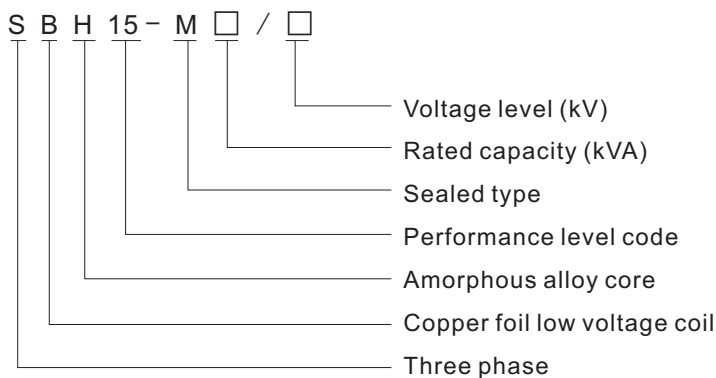 S B H 15 - M □ / □
Voltage level (kV)
Rated capacity (kVA)
Sealed type
Performance level code
Amorphous alloy core
Copper foil low voltage coil
Three phase